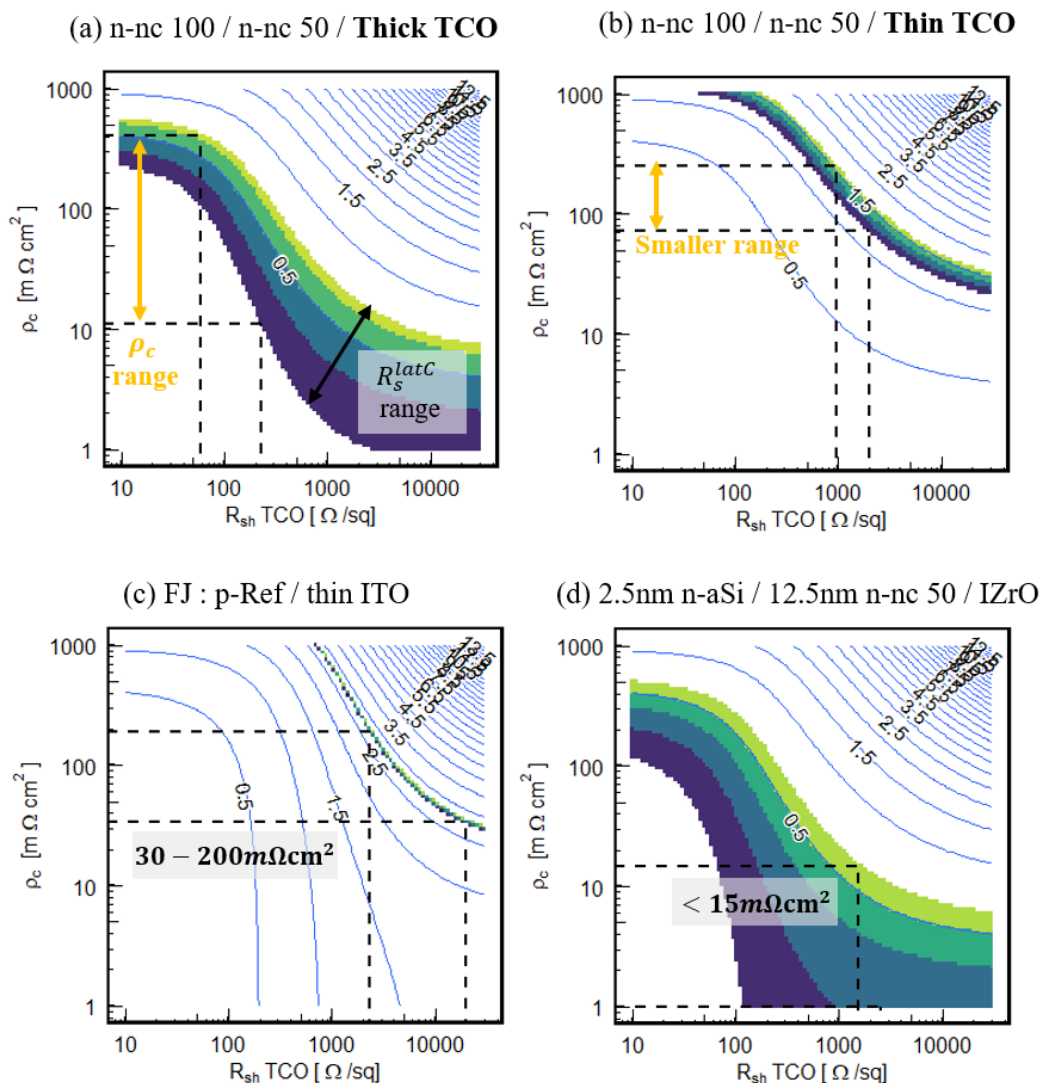 (a) n-nc 100 / n-nc 50 / Thick TCO
1000
100
10
1
ρc [m Ω cm²]
2.5
1.5
0.5
ρc
range
R_s^latC
range
10 100 1000 10000
Rsh TCO [ Ω /sq]
(b) n-nc 100 / n-nc 50 / Thin TCO
1000
100
10
1
ρc [m Ω cm²]
2.5
1.5
0.5
Smaller range
10 100 1000 10000
Rsh TCO [ Ω /sq]
(c) FJ : p-Ref / thin ITO
1000
100
10
1
ρc [m Ω cm²]
4.5
3.5
2.5
1.5
0.5
30 − 200mΩcm²
10 100 1000 10000
Rsh TCO [ Ω /sq]
(d) 2.5nm n-aSi / 12.5nm n-nc 50 / IZrO
1000
100
10
1
ρc [m Ω cm²]
2.5
1.5
0.5
< 15mΩcm²
10 100 1000 10000
Rsh TCO [ Ω /sq]